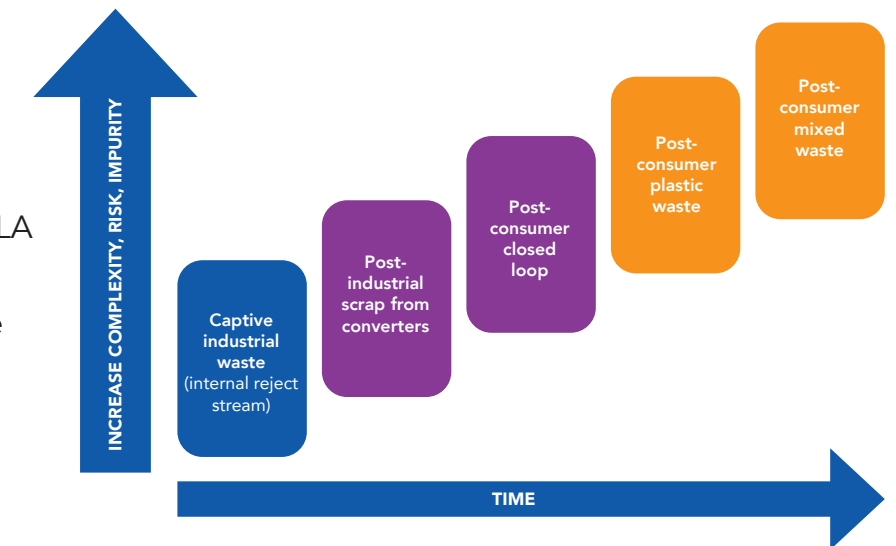 LA
e
INCREASE COMPLEXITY, RISK, IMPURITY
Captive
industrial
waste
(internal reject
stream)
Post-
industrial
scrap from
converters
Post-
consumer
closed
loop
Post-
consumer
plastic
waste
Post-
consumer
mixed
waste
TIME